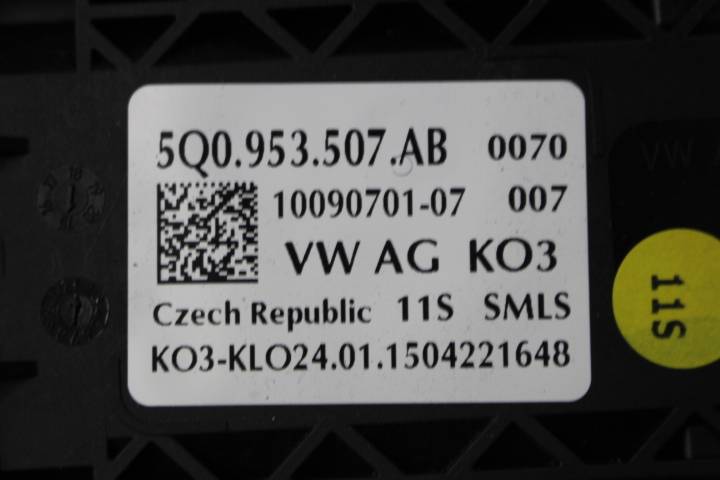 5Q0.953.507.AB 0070
10090701-07 007
VW AG KO3
Czech Republic 11S SMLS
KO3-KLO24.01.1504221648
VW
11S